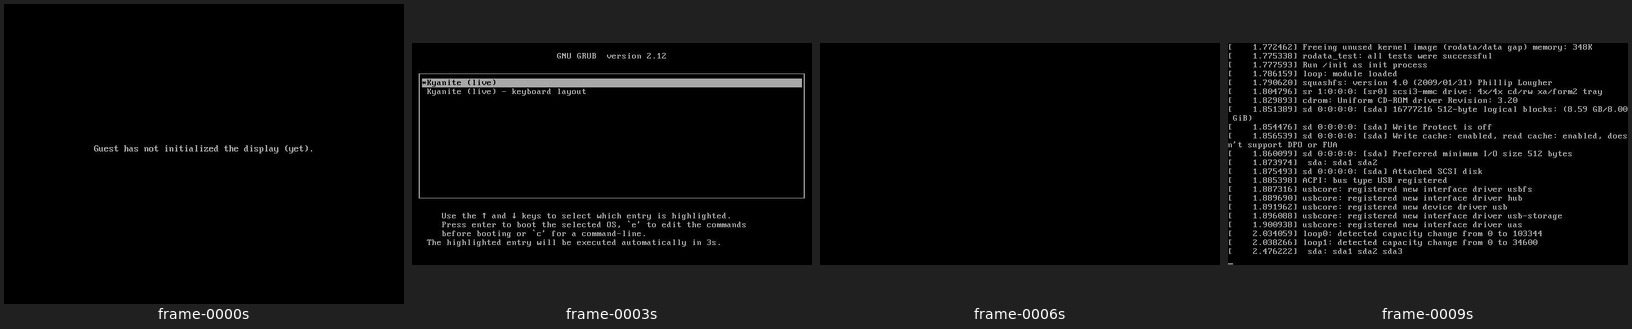 Guest has not initialized the display (yet).
frame-0000s
GNU GRUB version 2.12
*Kyanite (live)
Kyanite (live) - keyboard layout
Use the ↑ and ↓ keys to select which entry is highlighted.
Press enter to boot the selected OS, `e' to edit the commands
before booting or `c' for a command-line.
The highlighted entry will be executed automatically in 3s.
frame-0003s
frame-0006s
[    1.772462] Freeing unused kernel image (rodata/data gap) memory: 348K
[    1.775338] rodata_test: all tests were successful
[    1.777593] Run /init as init process
[    1.786159] loop: module loaded
[    1.790620] squashfs: version 4.0 (2009/01/31) Phillip Lougher
[    1.804796] sr 1:0:0:0: [sr0] scsi3-mmc drive: 4x/4x cd/rw xa/form2 tray
[    1.829893] cdrom: Uniform CD-ROM driver Revision: 3.20
[    1.851389] sd 0:0:0:0: [sda] 16777216 512-byte logical blocks: (8.59 GB/8.00
GiB)
[    1.854476] sd 0:0:0:0: [sda] Write Protect is off
[    1.856539] sd 0:0:0:0: [sda] Write cache: enabled, read cache: enabled, does
n't support DPO or FUA
[    1.860099] sd 0:0:0:0: [sda] Preferred minimum I/O size 512 bytes
[    1.873974]  sda: sda1 sda2
[    1.875493] sd 0:0:0:0: [sda] Attached SCSI disk
[    1.885398] ACPI: bus type USB registered
[    1.887316] usbcore: registered new interface driver usbfs
[    1.889690] usbcore: registered new interface driver hub
[    1.891962] usbcore: registered new device driver usb
[    1.896088] usbcore: registered new interface driver usb-storage
[    1.900938] usbcore: registered new interface driver uas
[    2.034059] loop0: detected capacity change from 0 to 103344
[    2.038266] loop1: detected capacity change from 0 to 34600
[    2.476222]  sda: sda1 sda2 sda3
_
frame-0009s